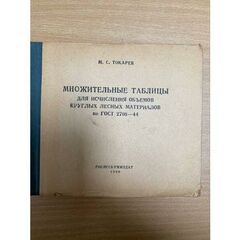 М. С. ТОКАРЕВ
МНОЖИТЕЛЬНЫЕ ТАБЛИЦЫ
ДЛЯ ИСЧИСЛЕНИЯ ОБЪЕМОВ
КРУГЛЫХ ЛЕСНЫХ МАТЕРИАЛОВ
по ГОСТ 2708—44